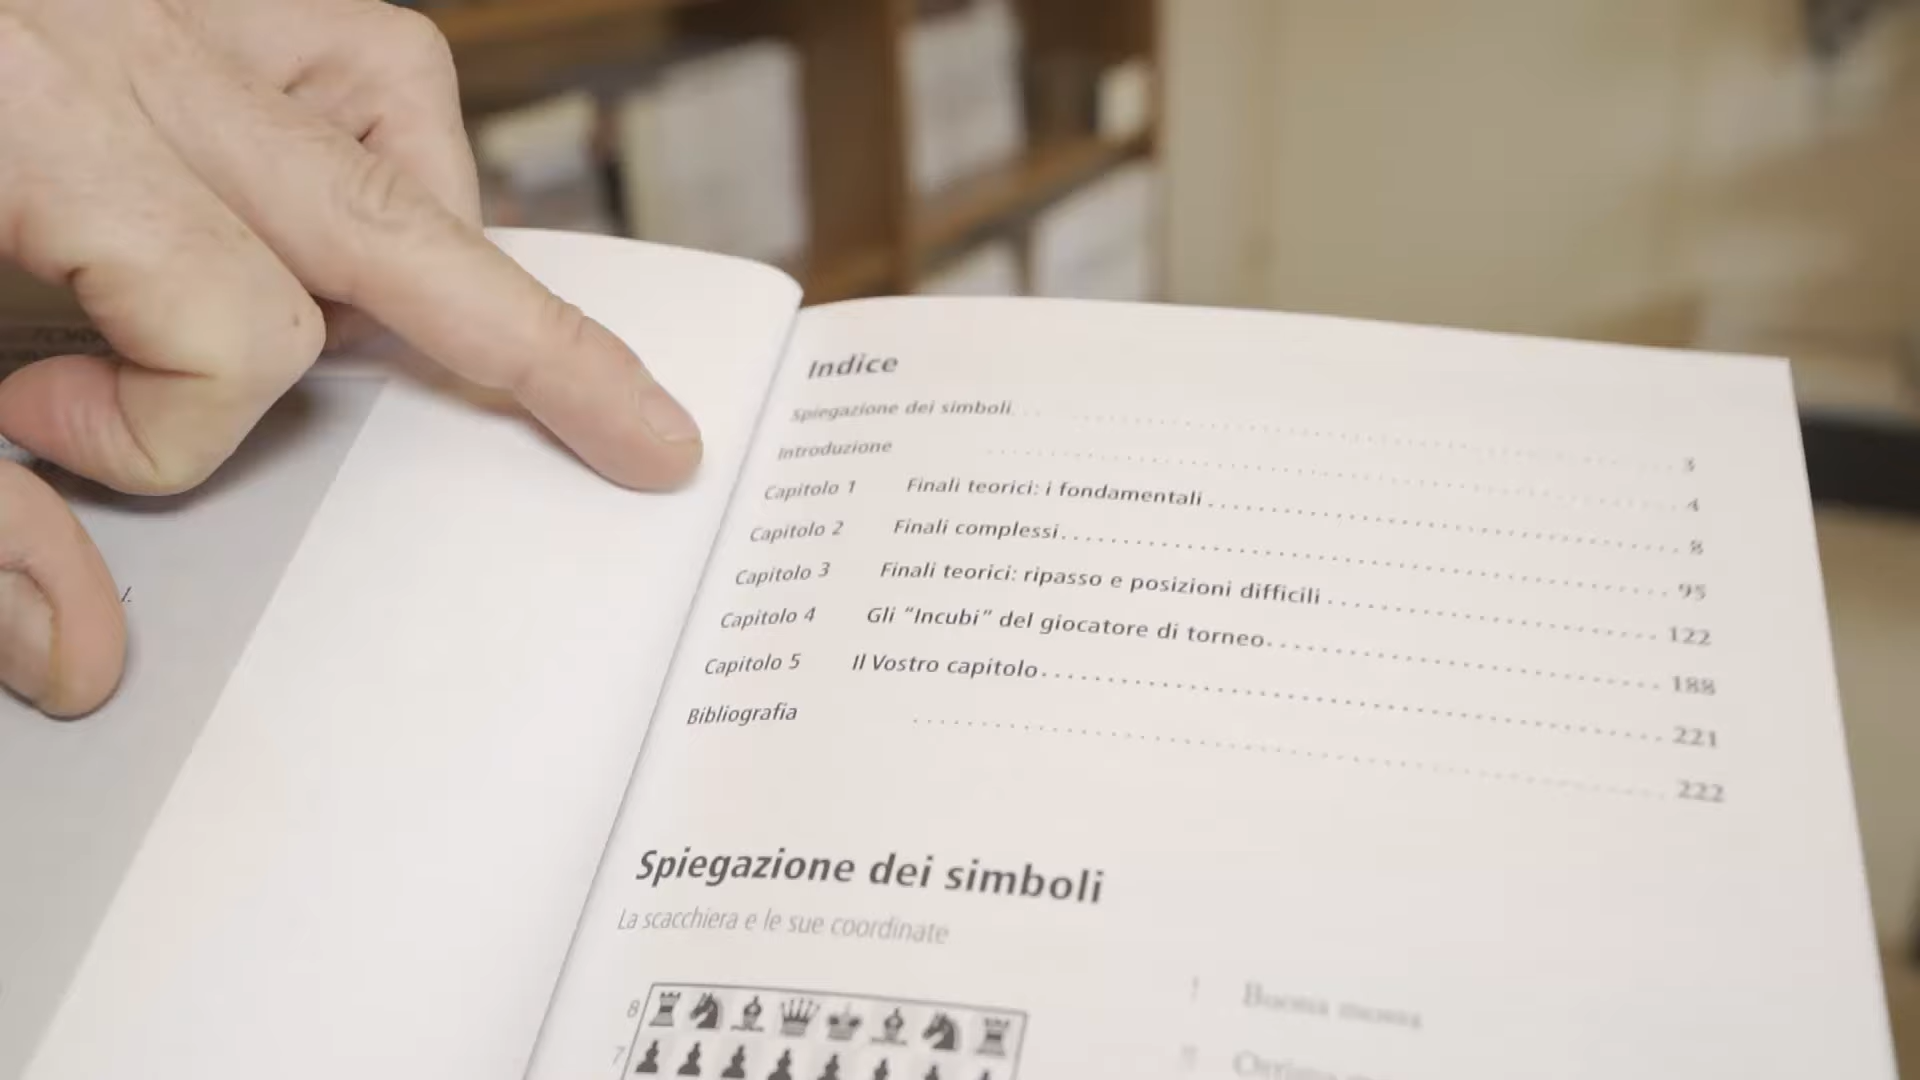 Indice
Spiegazione dei simboli 3
Introduzione 4
Capitolo 1 Finali teorici: i fondamentali 8
Capitolo 2 Finali complessi 95
Capitolo 3 Finali teorici: ripasso e posizioni difficili 122
Capitolo 4 Gli “Incubi” del giocatore di torneo 188
Capitolo 5 Il Vostro capitolo 221
Bibliografia 222
Spiegazione dei simboli
La scacchiera e le sue coordinate
8
7
! Buona mossa